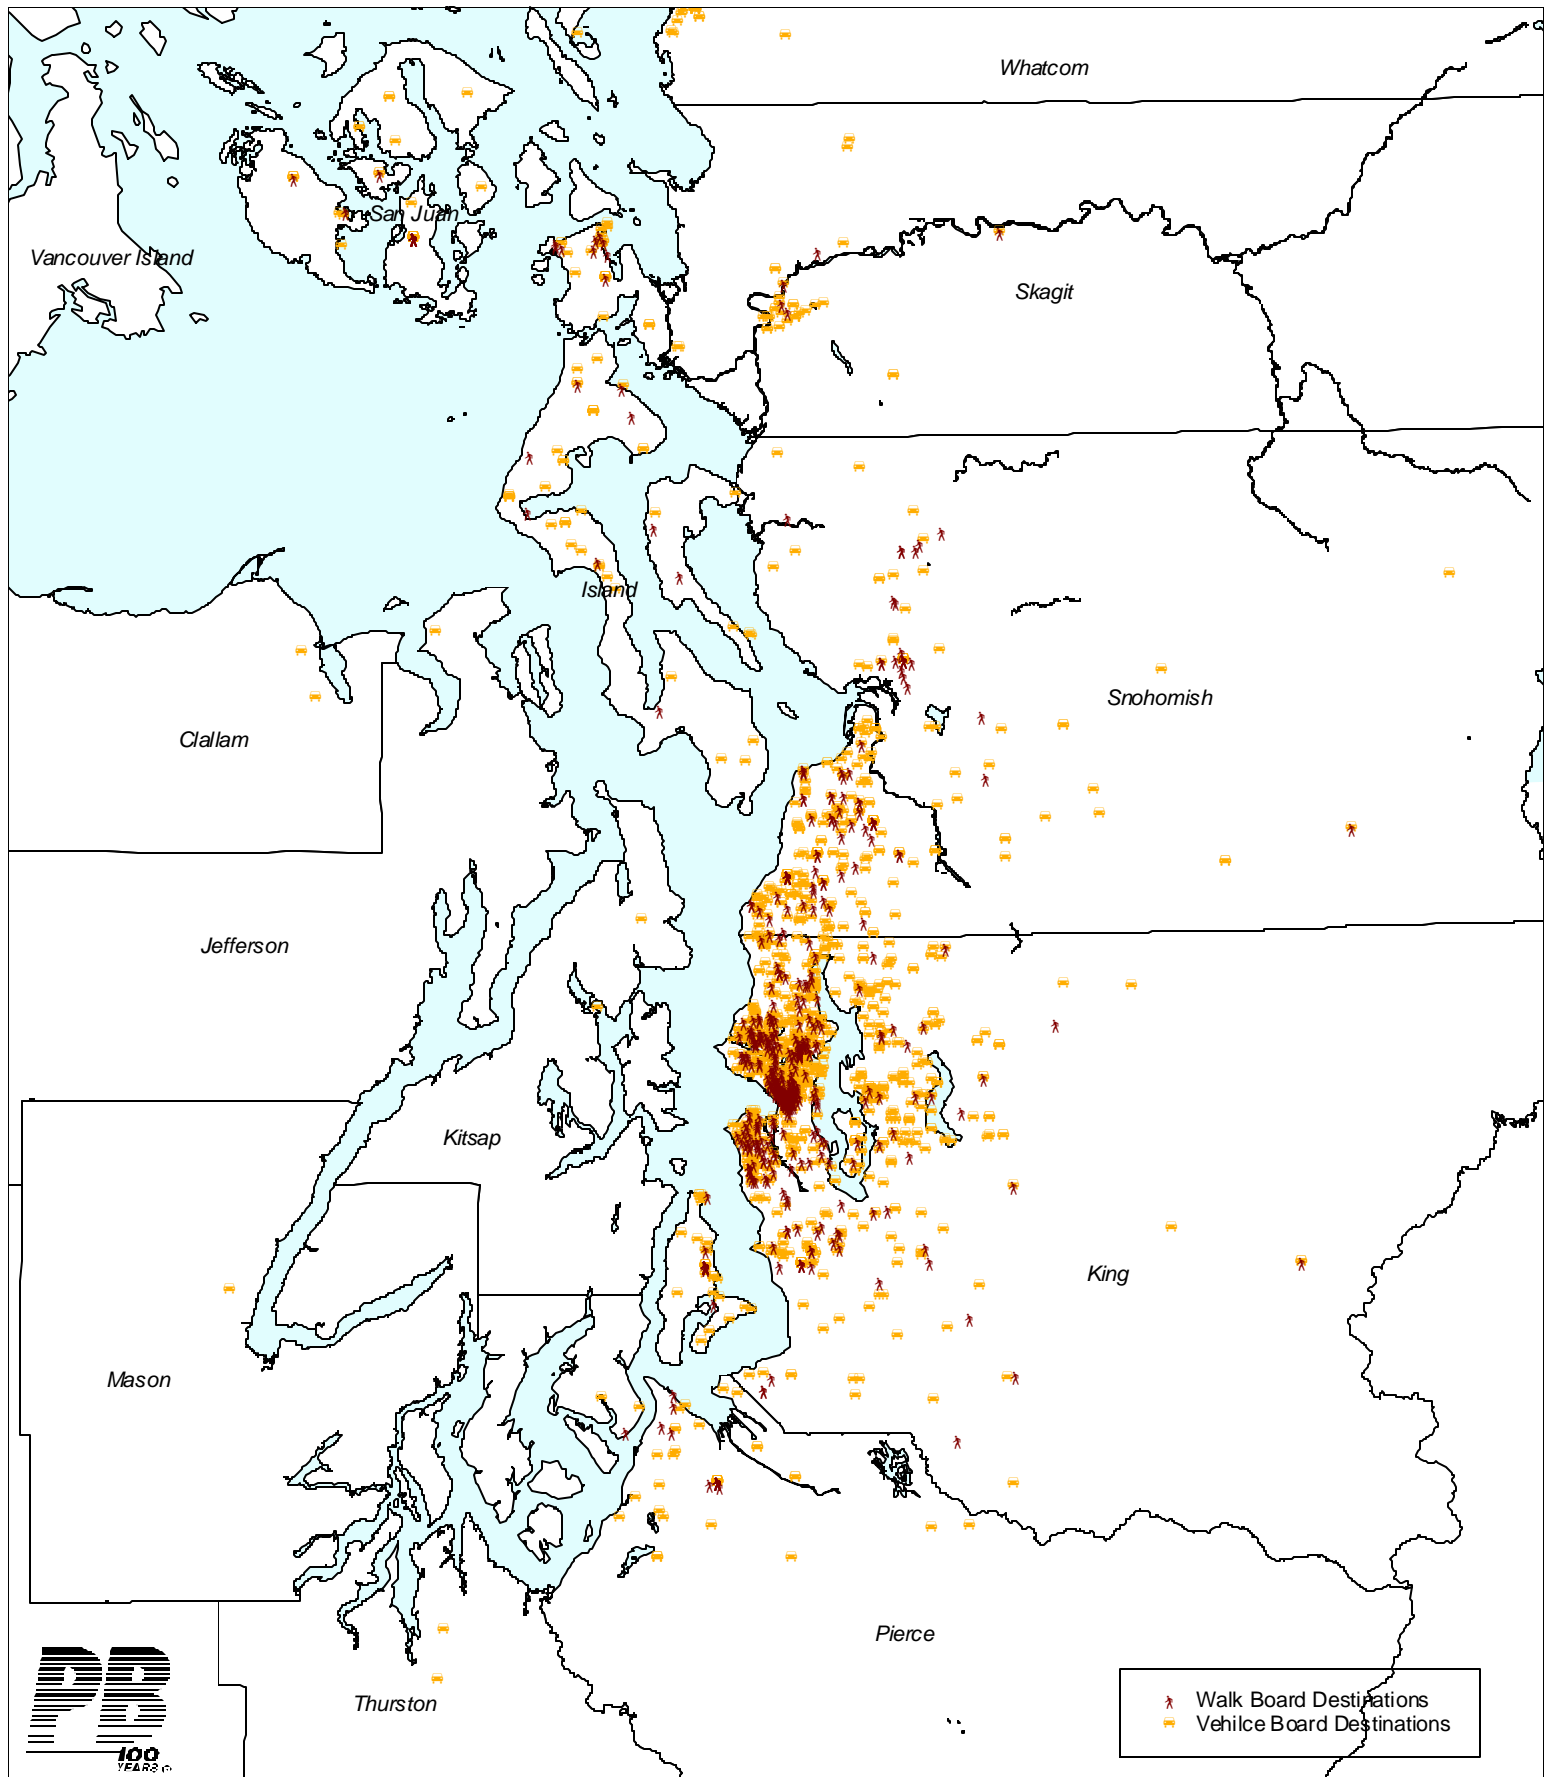 Whatcom
San Juan
Vancouver Island
Skagit
Island
Snohomish
Clallam
Jefferson
Kitsap
King
Mason
Pierce
Thurston
Walk Board Destinations
Vehilce Board Destinations
PB
100
YEARS